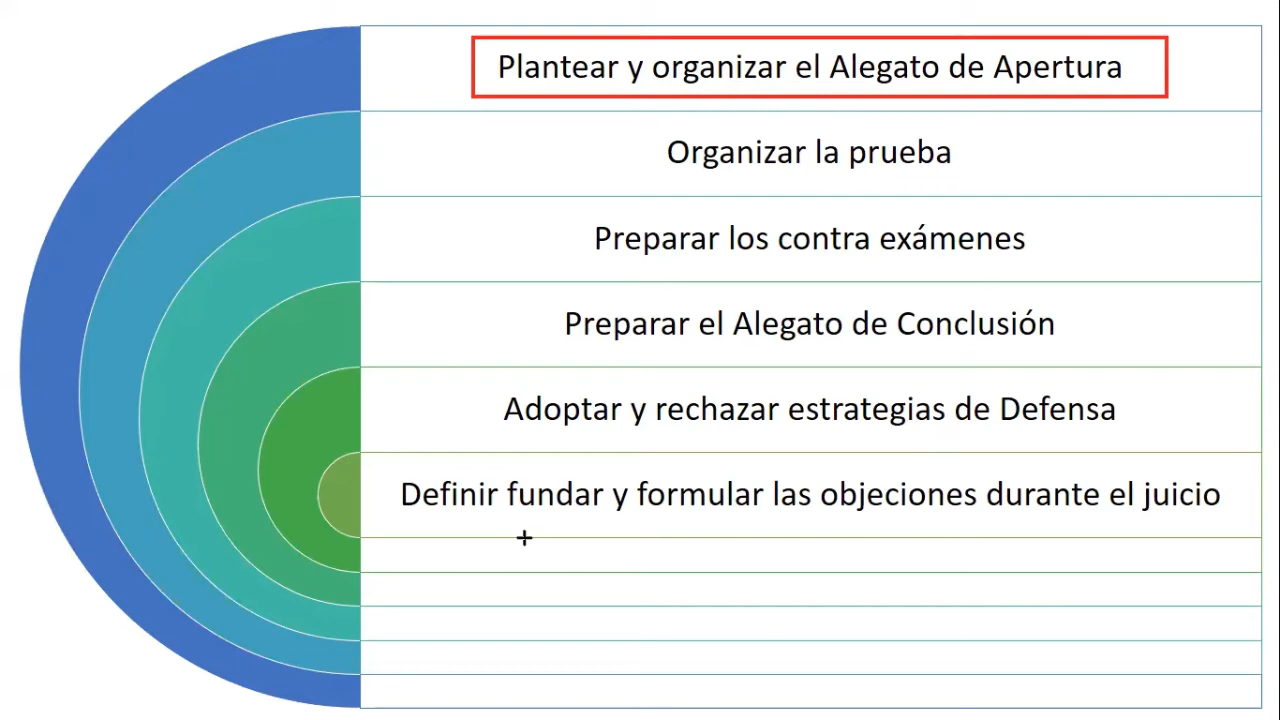 Plantear y organizar el Alegato de Apertura
Organizar la prueba
Preparar los contra exámenes
Preparar el Alegato de Conclusión
Adoptar y rechazar estrategias de Defensa
Definir fundar y formular las objeciones durante el juicio